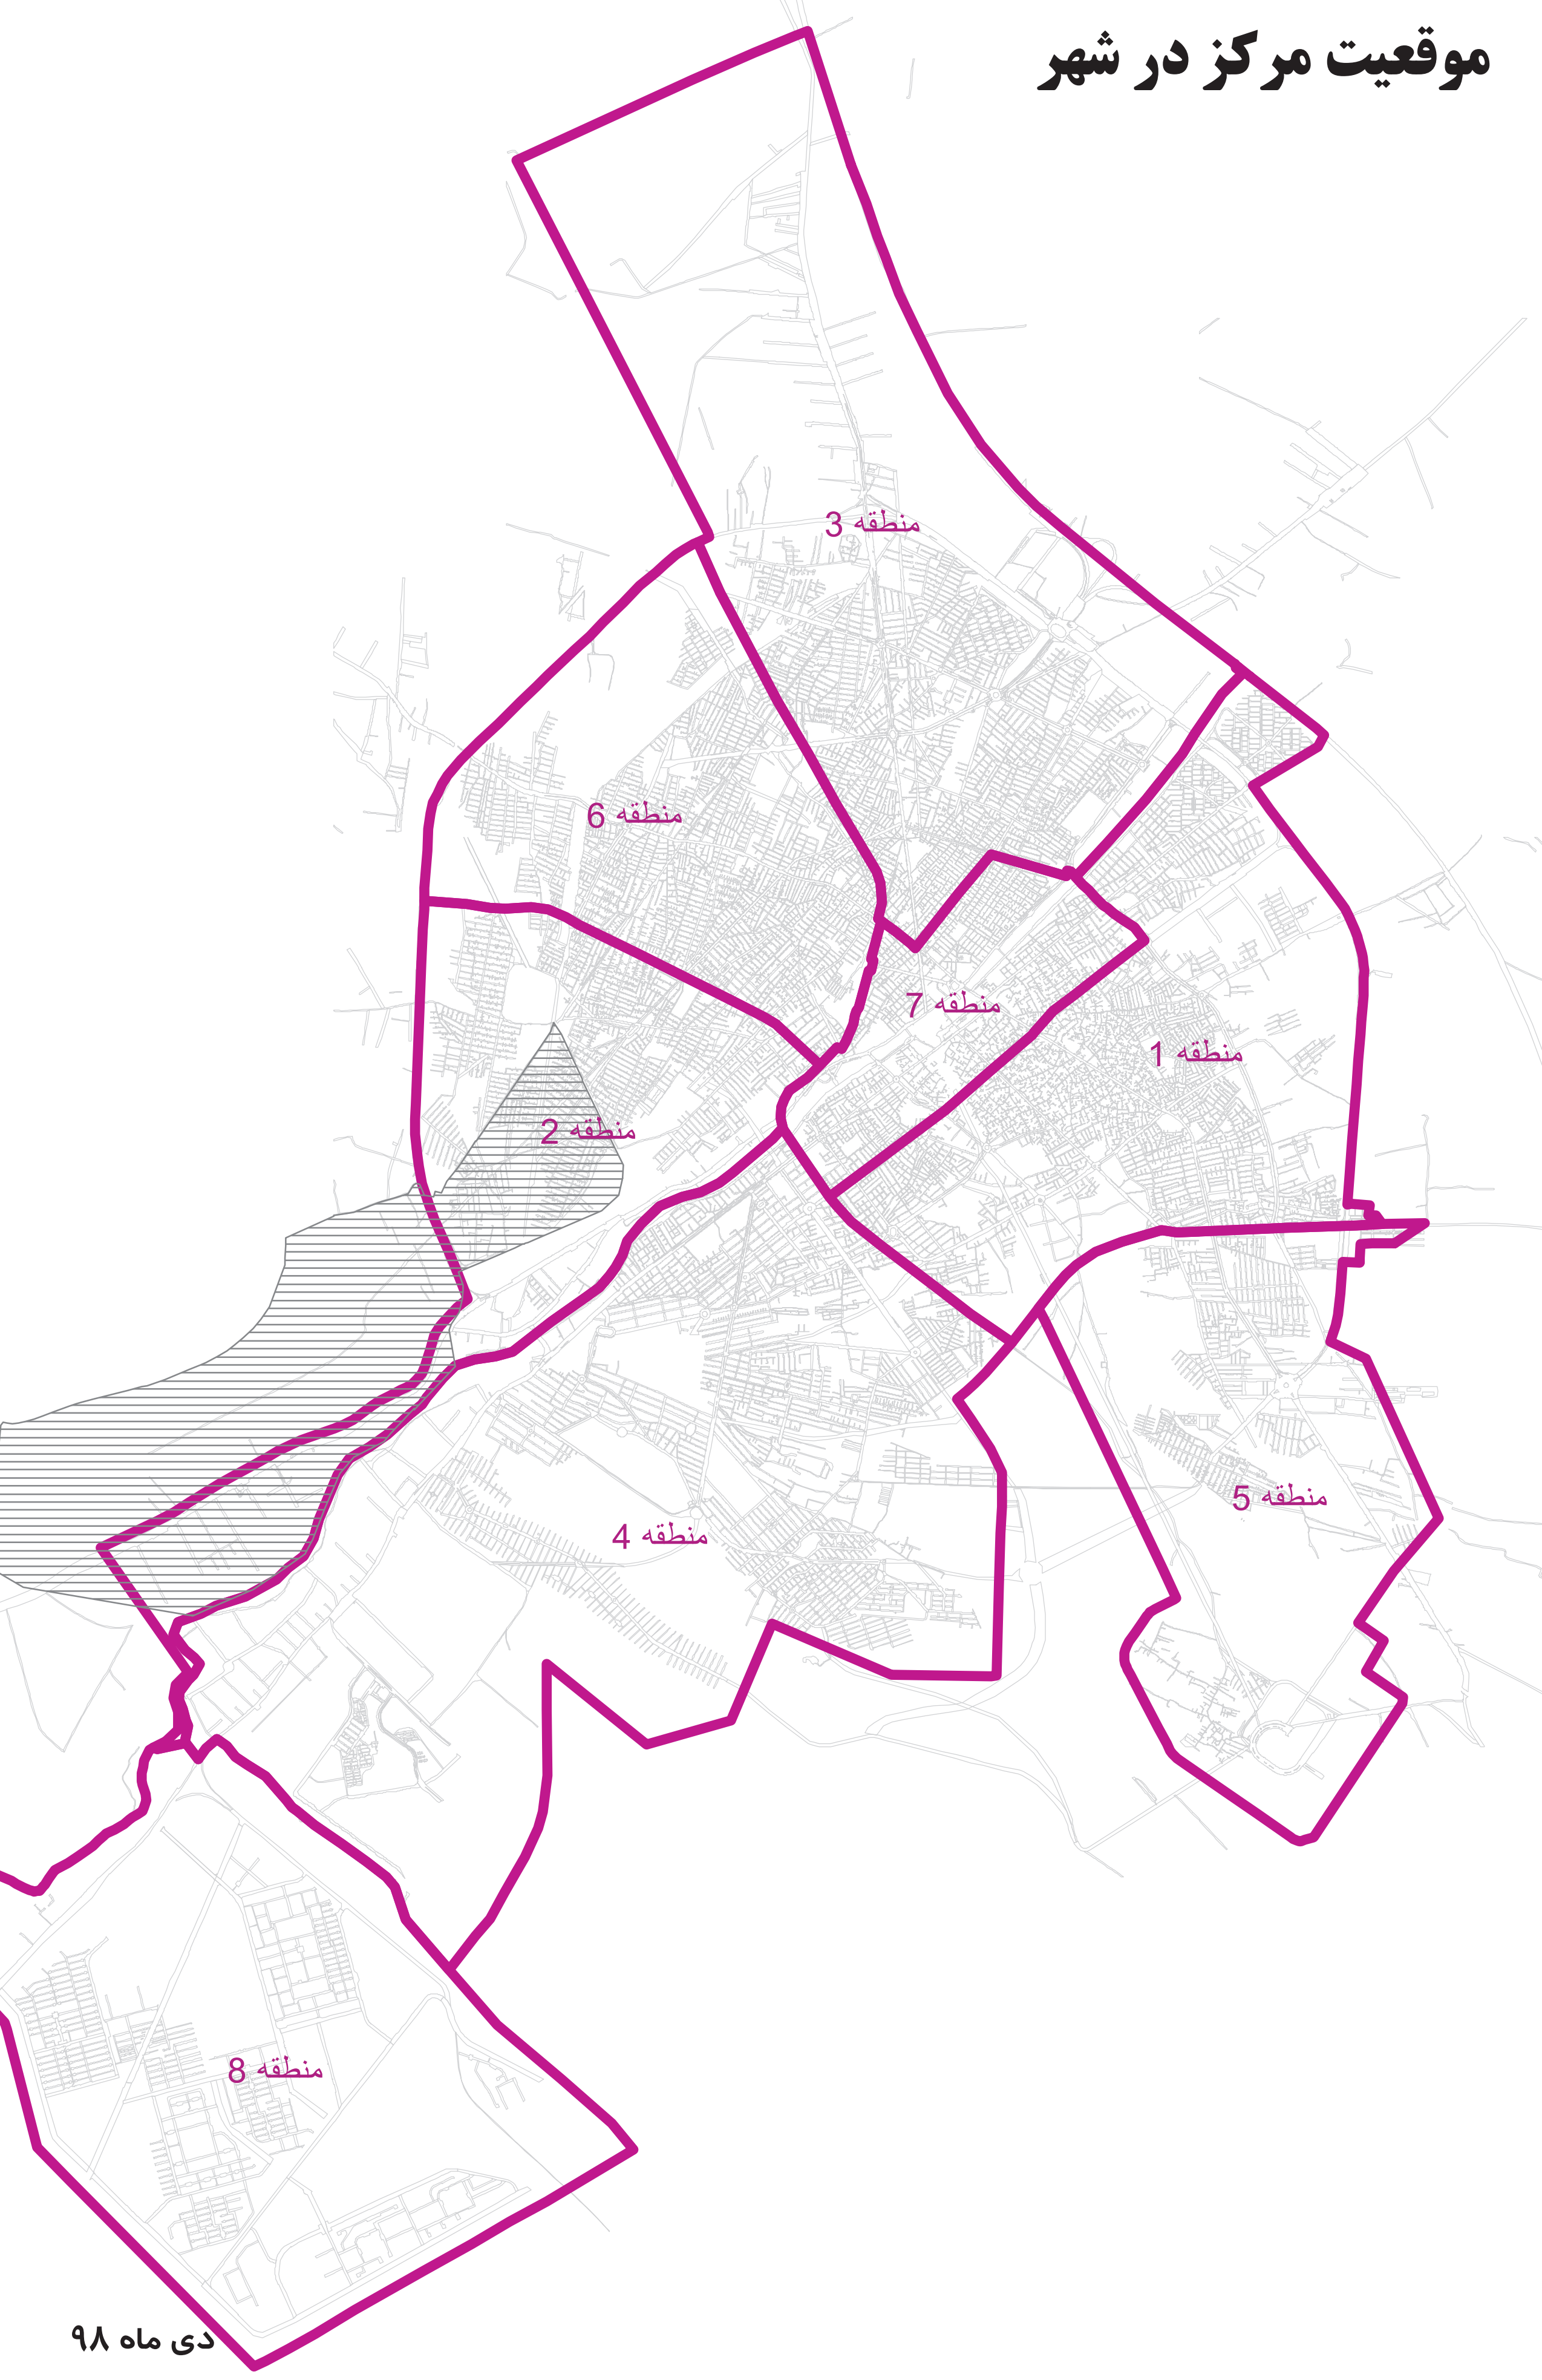 موقعیت مرکز در شهر
منطقه 3
منطقه 6
منطقه 7
منطقه 1
منطقه 2
منطقه 5
منطقه 4
منطقه 8
دی ماه ۹۸